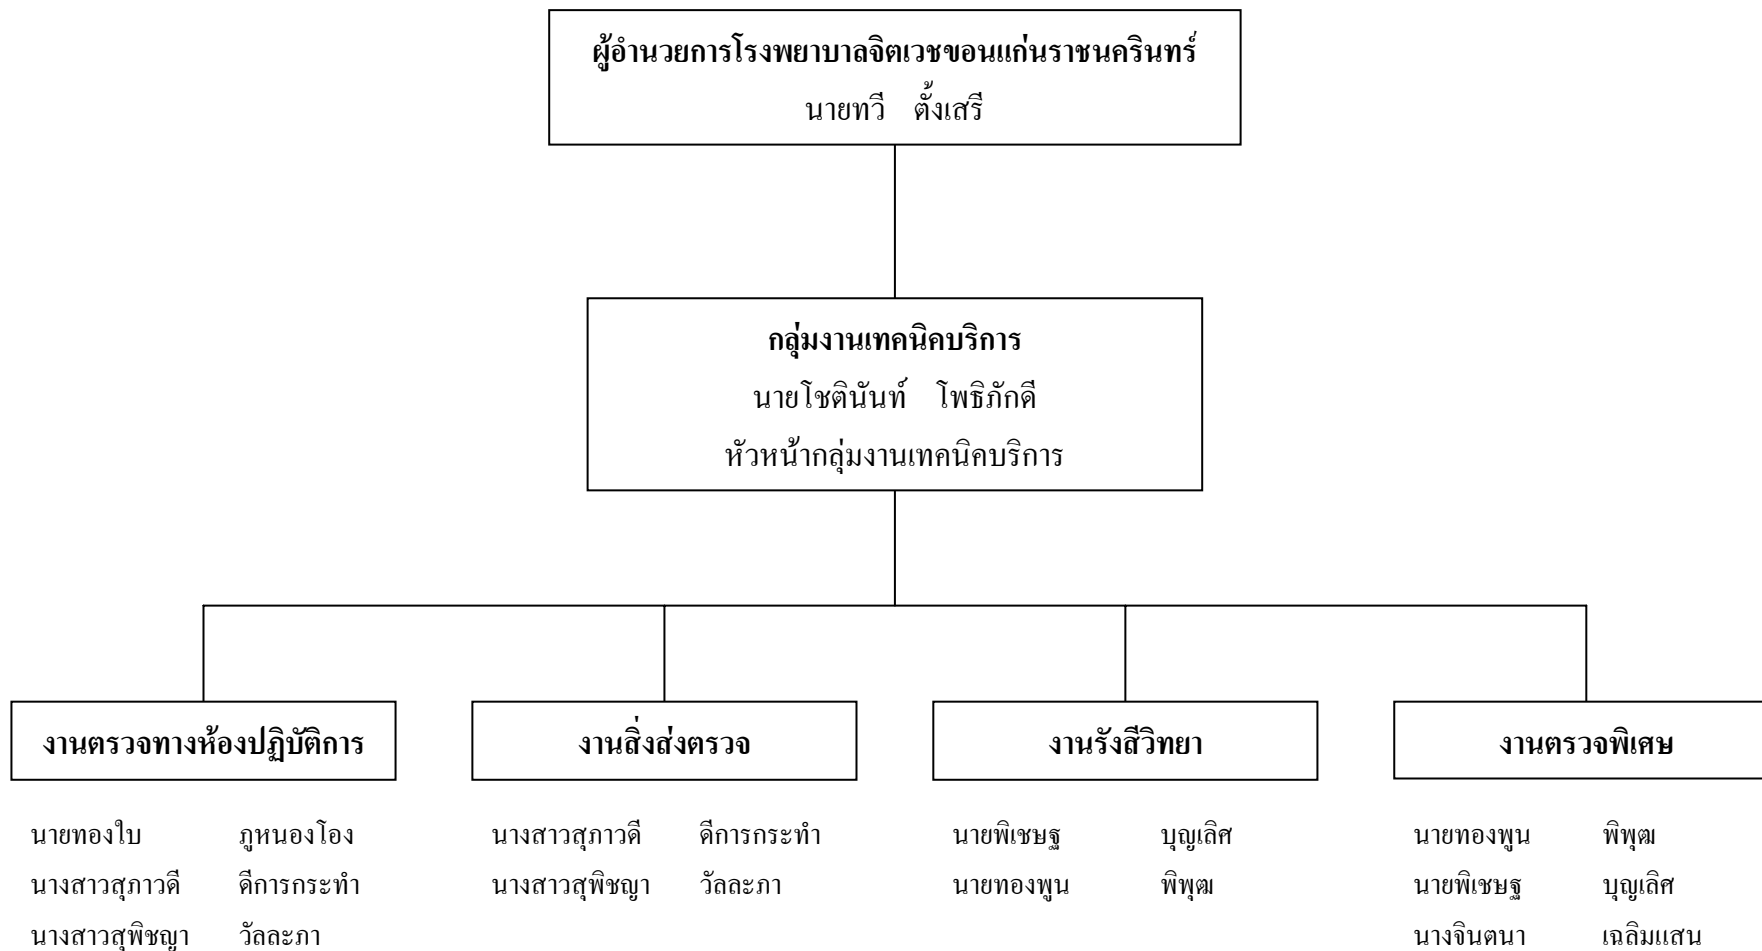 ผู้อำนวยการโรงพยาบาลจิตเวชขอนแก่นราชนครินทร์
นายทวี ตั้งเสรี
กลุ่มงานเทคนิคบริการ
นายโชตินันท์ โพธิภักดี
หัวหน้ากลุ่มงานเทคนิคบริการ
งานตรวจทางห้องปฏิบัติการ
นายทองใบ ภูหนองโอง
นางสาวสุภาวดี ดีการกระทำ
นางสาวสุพิชญา วัลละภา
งานสิ่งส่งตรวจ
นางสาวสุภาวดี ดีการกระทำ
นางสาวสุพิชญา วัลละภา
งานรังสีวิทยา
นายพิเชษฐ บุญเลิศ
นายทองพูน พิพุฒ
งานตรวจพิเศษ
นายทองพูน พิพุฒ
นายพิเชษฐ บุญเลิศ
นางจินตนา เฉลิมแสน